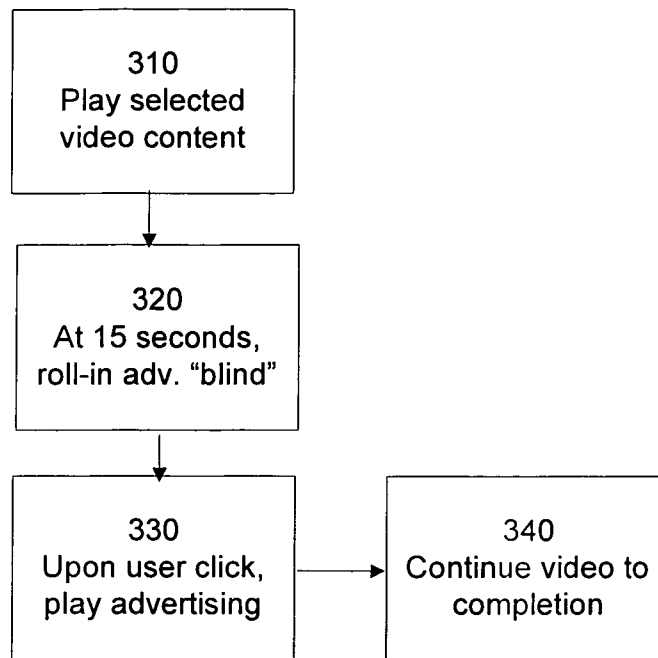 310
Play selected
video content
320
At 15 seconds,
roll-in adv. “blind”
330
Upon user click,
play advertising
340
Continue video to
completion